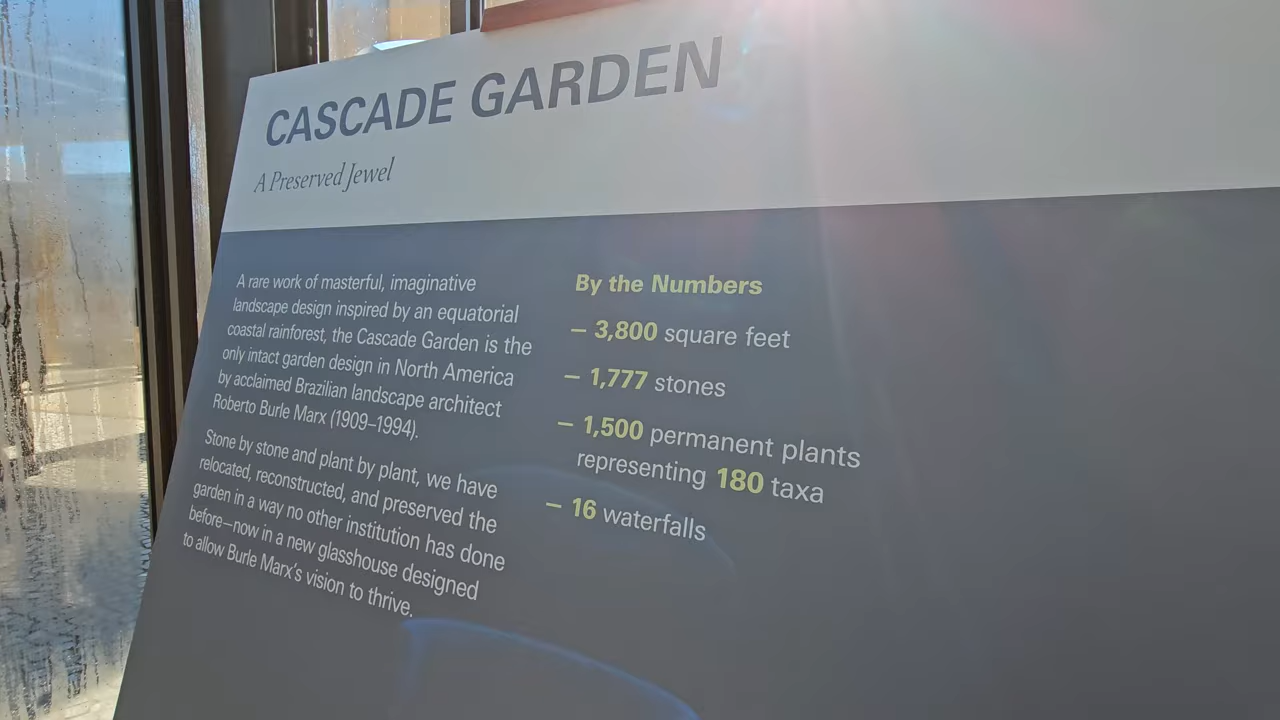 CASCADE GARDEN
A Preserved Jewel
A rare work of masterful, imaginative
landscape design inspired by an equatorial
coastal rainforest, the Cascade Garden is the
only intact garden design in North America
by acclaimed Brazilian landscape architect
Roberto Burle Marx (1909–1994).
Stone by stone and plant by plant, we have
relocated, reconstructed, and preserved the
garden in a way no other institution has done
before—now in a new glasshouse designed
to allow Burle Marx's vision to thrive.
By the Numbers
– 3,800 square feet
– 1,777 stones
– 1,500 permanent plants
representing 180 taxa
– 16 waterfalls